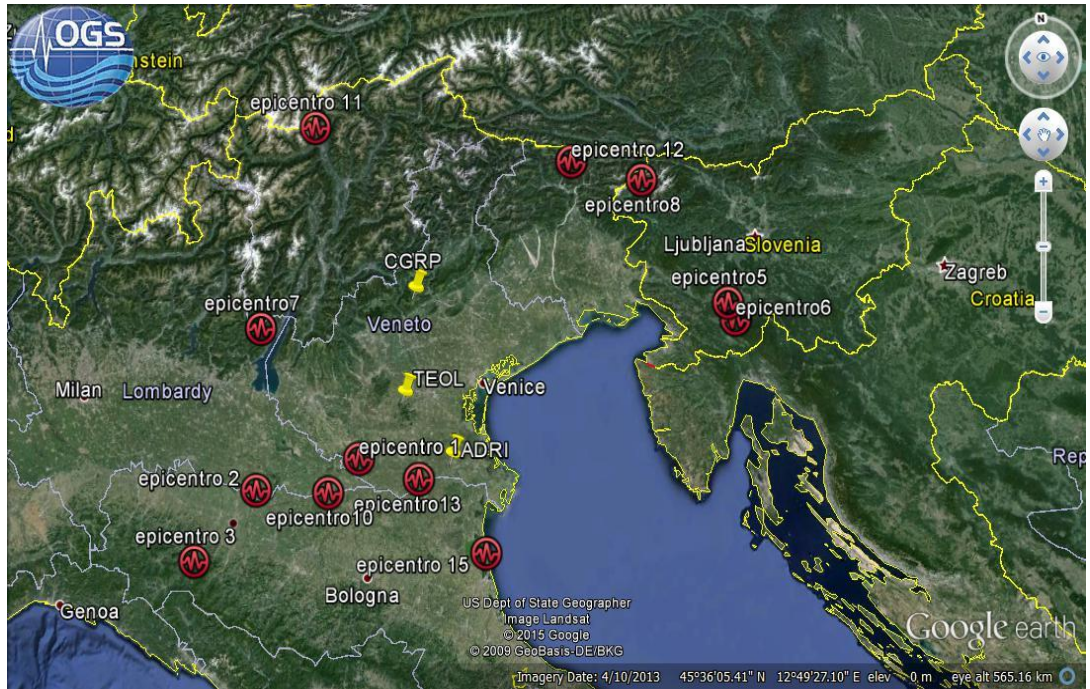 OGS
nstein
epicentro 11
N
epicentro 12
epicentro8
Ljubljana
Slovenia
Zagreb
Croatia
CGRP
epicentro5
epicentro6
epicentro7
Veneto
Milan
Lombardy
TEOL
Venice
epicentro 1
ADRI
Rep
epicentro 2
epicentro13
epicentro10
epicentro 3
epicentro 15
Bologna
Genoa
US Dept of State Geographer
Image Landsat
© 2015 Google
© 2009 GeoBasis-DE/BKG
Google earth
Imagery Date: 4/10/2013 45°36'05.41" N 12°49'27.10" E elev 0 m eye alt 565.16 km